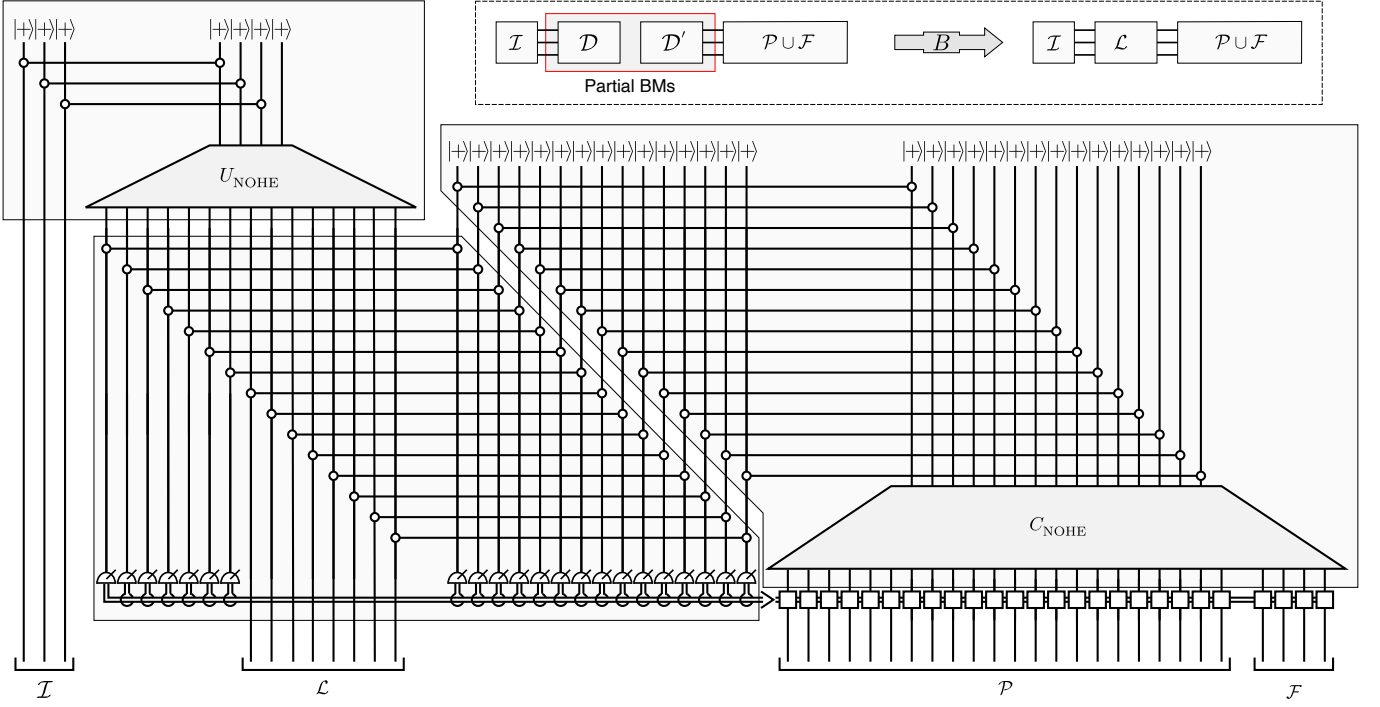 |+⟩|+⟩|+⟩ |+⟩|+⟩|+⟩|+⟩
U_NOHE
𝓘 𝓓 𝓓′ 𝓟 ∪ 𝓕 B 𝓘 𝓛 𝓟 ∪ 𝓕
Partial BMs
|+⟩|+⟩|+⟩|+⟩|+⟩|+⟩|+⟩|+⟩|+⟩|+⟩|+⟩|+⟩|+⟩|+⟩|+⟩ |+⟩|+⟩|+⟩|+⟩|+⟩|+⟩|+⟩|+⟩|+⟩|+⟩|+⟩|+⟩|+⟩|+⟩|+⟩
C_NOHE
𝓘 𝓛 𝓟 𝓕